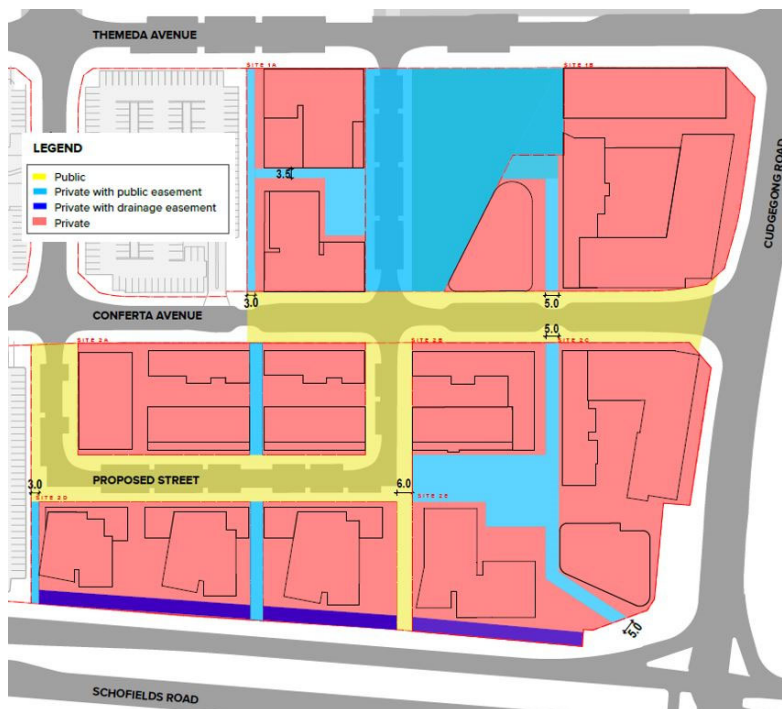 THEMEDA AVENUE
SITE 1A
SITE 1B
LEGEND
Public
Private with public easement
Private with drainage easement
Private
3.5
CUDGEGONG ROAD
3.0
5.0
CONFERTA AVENUE
5.0
SITE 2A
SITE 2B
SITE 2C
PROPOSED STREET
3.0
6.0
SITE 2D
SITE 2E
5.0
SCHOFIELDS ROAD